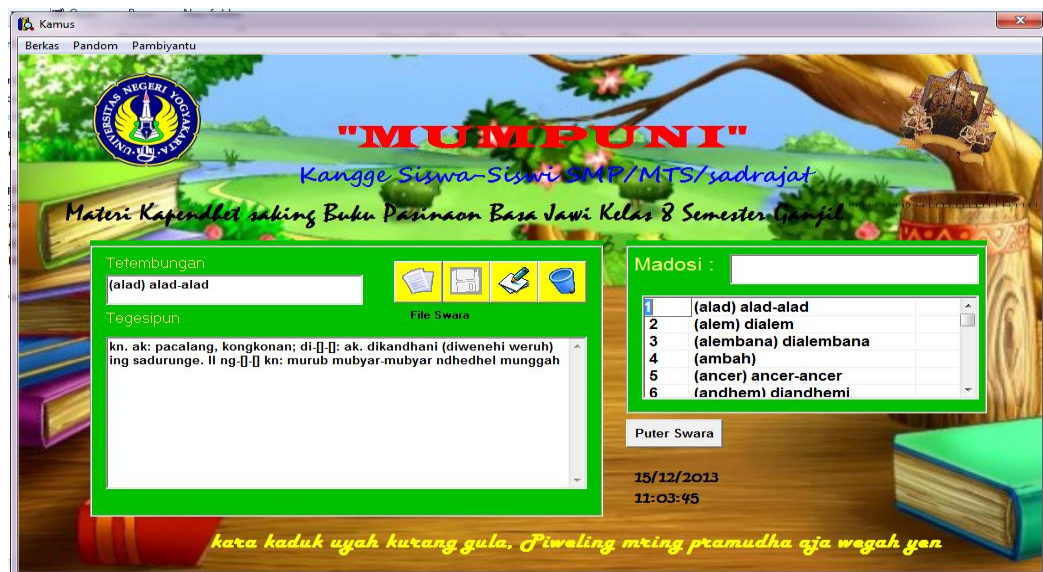 Kamus
Berkas Pandom Pambiyantu
UNIVERSITAS NEGERI YOGYAKARTA
"MUMPUNI"
Kangge Siswa-Siswi SMP/MTS/sadrajat
Materi Kapendhet saking Buku Pasinaon Basa Jawi Kelas 8 Semester Ganjil
Tetembungan
(alad) alad-alad
File Swara
Tegesipun
kn. ak: pacalang, kongkonan; di-[]-[]: ak. dikandhani (diwenehi weruh)
ing sadurunge. II ng-[]-[] kn: murub mubyar-mubyar ndhedhel munggah
Madosi :
1 (alad) alad-alad
2 (alem) dialem
3 (alembana) dialembana
4 (ambah)
5 (ancer) ancer-ancer
6 (andhem) diandhemi
Puter Swara
15/12/2013
11:03:45
kara kaduk uyah kurang gula, Piweling mring pramudha aja wegah yen